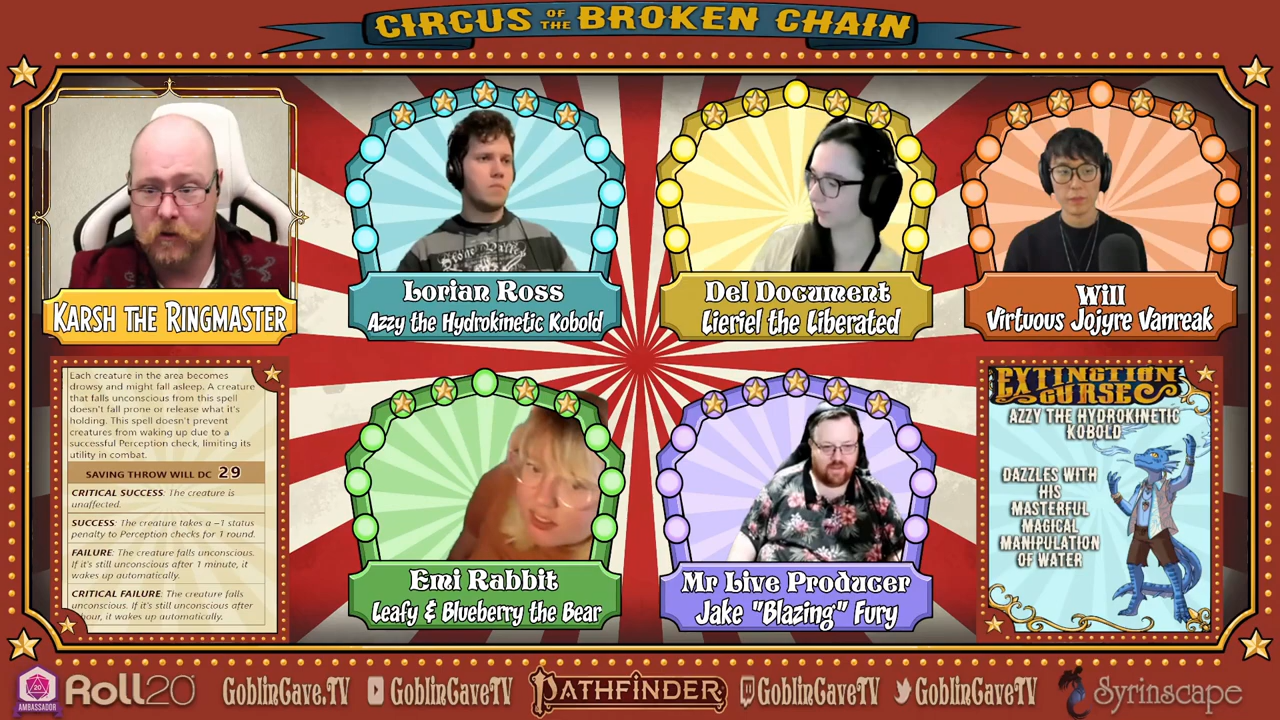 CIRCUS OF THE BROKEN CHAIN
KARSH THE RINGMASTER
Lorian Ross
Azzy the Hydrokinetic Kobold
Del Document
Lieriel the Liberated
Will
Virtuous Jojyre Vanreak
Each creature in the area becomes
drowsy and might fall asleep. A creature
that falls unconscious from this spell
doesn't fall prone or release what it's
holding. This spell doesn't prevent
creatures from waking up due to a
successful Perception check, limiting its
utility in combat.
SAVING THROW WILL DC 29
CRITICAL SUCCESS: The creature is
unaffected.
SUCCESS: The creature takes a -1 status
penalty to Perception checks for 1 round.
FAILURE: The creature falls unconscious.
If it's still unconscious after 1 minute, it
wakes up automatically.
CRITICAL FAILURE: The creature falls
unconscious. If it's still unconscious after
hour, it wakes up automatically.
Emi Rabbit
Leafy & Blueberry the Bear
Mr Live Producer
Jake "Blazing" Fury
EXTINCTION
CURSE
AZZY THE HYDROKINETIC
KOBOLD
DAZZLES WITH
HIS
MASTERFUL
MAGICAL
MANIPULATION
OF WATER
20
AMBASSADOR
Roll20
GoblinCave.TV
GoblinCaveTV
PATHFINDER
GoblinCaveTV
GoblinCaveTV
Syrinscape